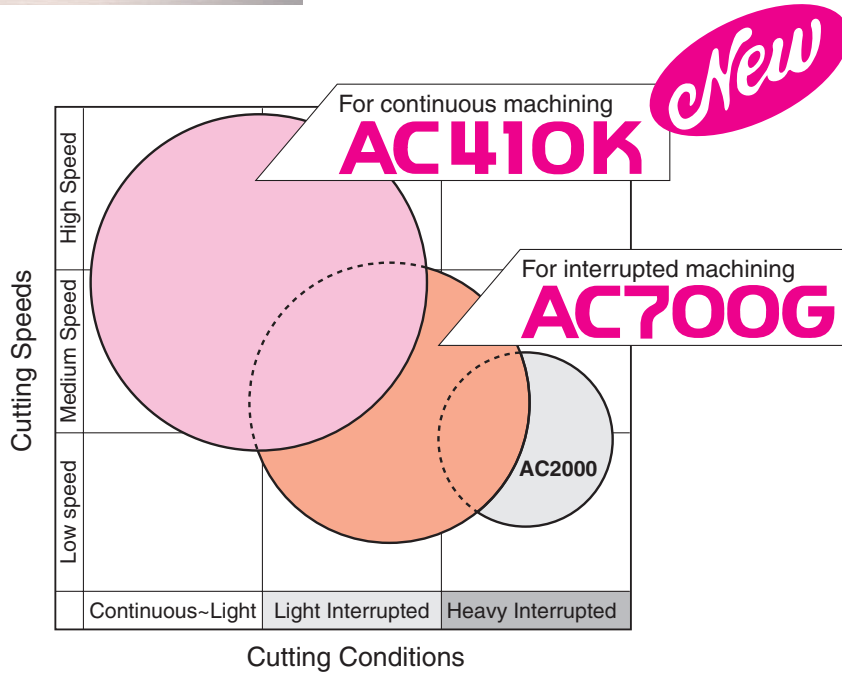 New
For continuous machining
AC410K
For interrupted machining
AC700G
AC2000
Cutting Speeds
High Speed
Medium Speed
Low speed
Continuous~Light
Light Interrupted
Heavy Interrupted
Cutting Conditions